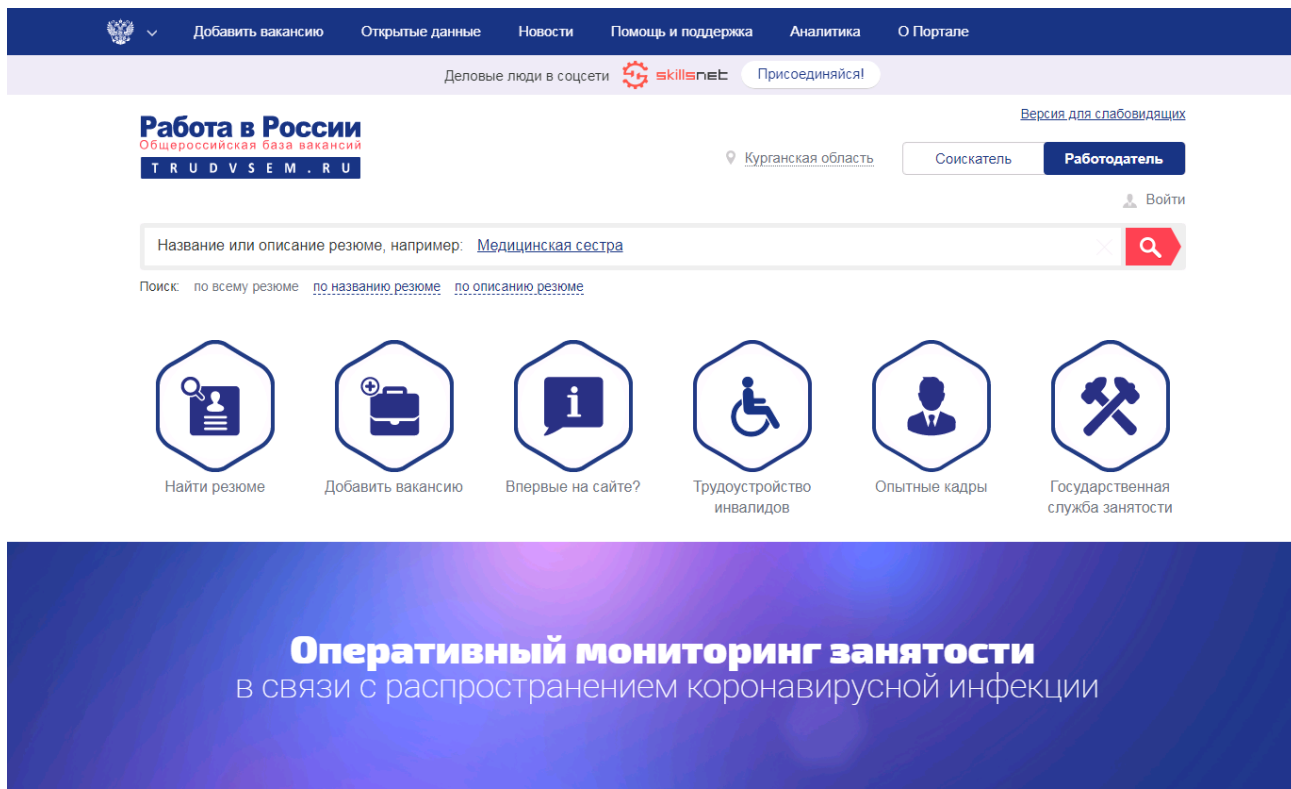 Добавить вакансию Открытые данные Новости Помощь и поддержка Аналитика О Портале
Деловые люди в соцсети skillsnet Присоединяйся!
Версия для слабовидящих
Работа в России
Общероссийская база вакансий
TRUDVSEM.RU
Курганская область Соискатель Работодатель
Войти
Название или описание резюме, например: Медицинская сестра
Поиск: по всему резюме по названию резюме по описанию резюме
Найти резюме Добавить вакансию Впервые на сайте? Трудоустройство Опытные кадры Государственная
инвалидов служба занятости
Оперативный мониторинг занятости
в связи с распространением коронавирусной инфекции